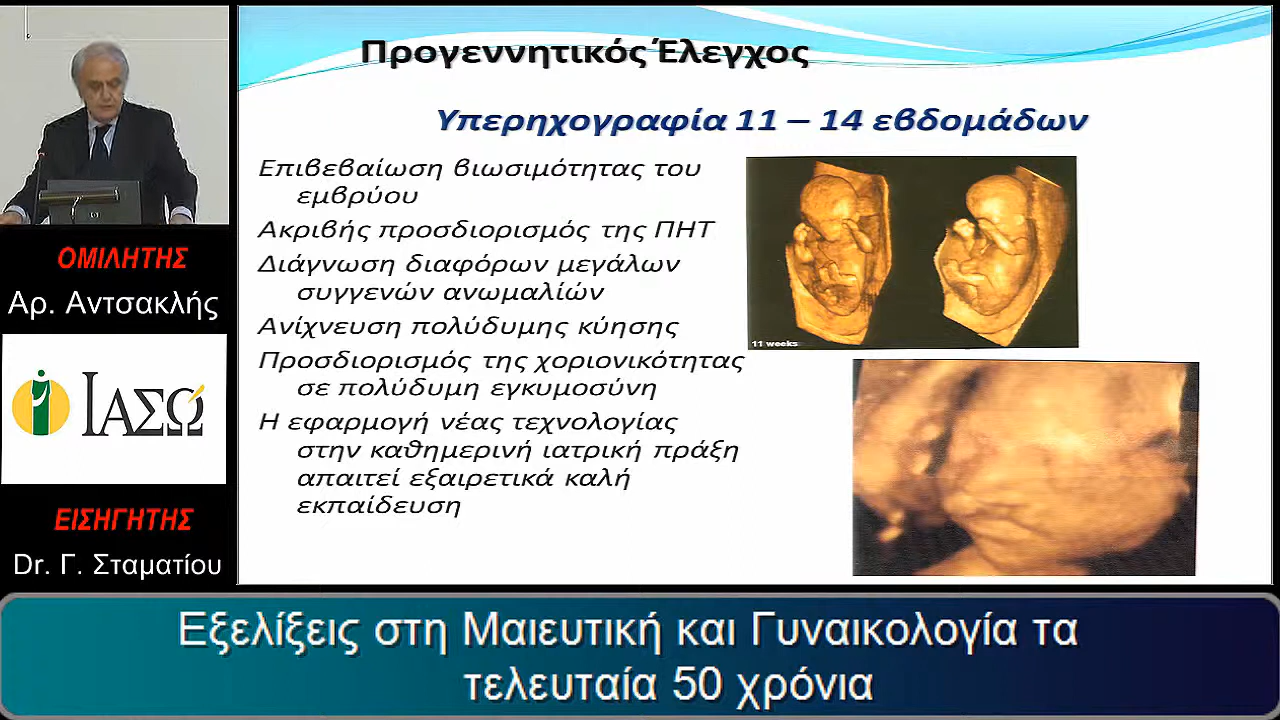 Προγεννητικός Έλεγχος
Υπερηχογραφία 11 – 14 εβδομάδων
Επιβεβαίωση βιωσιμότητας του
εμβρύου
Ακριβής προσδιορισμός της ΠΗΤ
Διάγνωση διαφόρων μεγάλων
συγγενών ανωμαλίών
Ανίχνευση πολύδυμης κύησης
Προσδιορισμός της χοριονικότητας
σε πολύδυμη εγκυμοσύνη
Η εφαρμογή νέας τεχνολογίας
στην καθημερινή ιατρική πράξη
απαιτεί εξαιρετικά καλή
εκπαίδευση
11 weeks
ΟΜΙΛΗΤΗΣ
Αρ. Αντσακλής
ΙΑΣΩ
ΕΙΣΗΓΗΤΗΣ
Dr. Γ. Σταματίου
Εξελίξεις στη Μαιευτική και Γυναικολογία τα
τελευταία 50 χρόνια